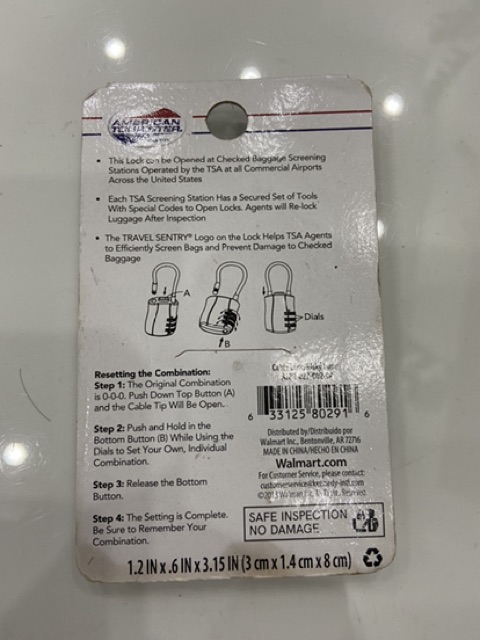 AMERICAN
TOURISTER
• This Lock can be Opened at Checked Baggage Screening
Stations Operated by the TSA at all Commercial Airports
Across the United States
• Each TSA Screening Station Has a Secured Set of Tools
With Special Codes to Open Locks. Agents will Re-lock
Luggage After Inspection
• The TRAVEL SENTRY® Logo on the Lock Helps TSA Agents
to Efficiently Screen Bags and Prevent Damage to Checked
Baggage
A
Dials
B
Resetting the Combination:
Step 1: The Original Combination
is 0-0-0. Push Down Top Button (A)
and the Cable Tip Will Be Open.
Step 2: Push and Hold in the
Bottom Button (B) While Using the
Dials to Set Your Own, Individual
Combination.
Step 3: Release the Bottom
Button.
Step 4: The Setting is Complete.
Be Sure to Remember Your
Combination.
6 33125 80291 6
Distributed by/Distribuido por
Walmart Inc., Bentonville, AR 72716
MADE IN CHINA/HECHO EN CHINA
Walmart.com
For Customer Service, please contact:
customerservice@kennedy-intl.com
Walmart Inc. All Rights Reserved.
SAFE INSPECTION
NO DAMAGE
1.2 IN x .6 IN x 3.15 IN (3 cm x 1.4 cm x 8 cm)